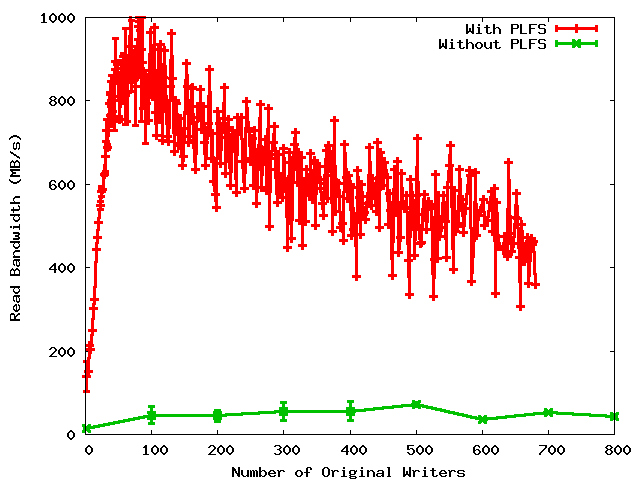 With PLFS
Without PLFS
1000
800
600
400
200
0
Read Bandwidth (MB/s)
0 100 200 300 400 500 600 700 800
Number of Original Writers